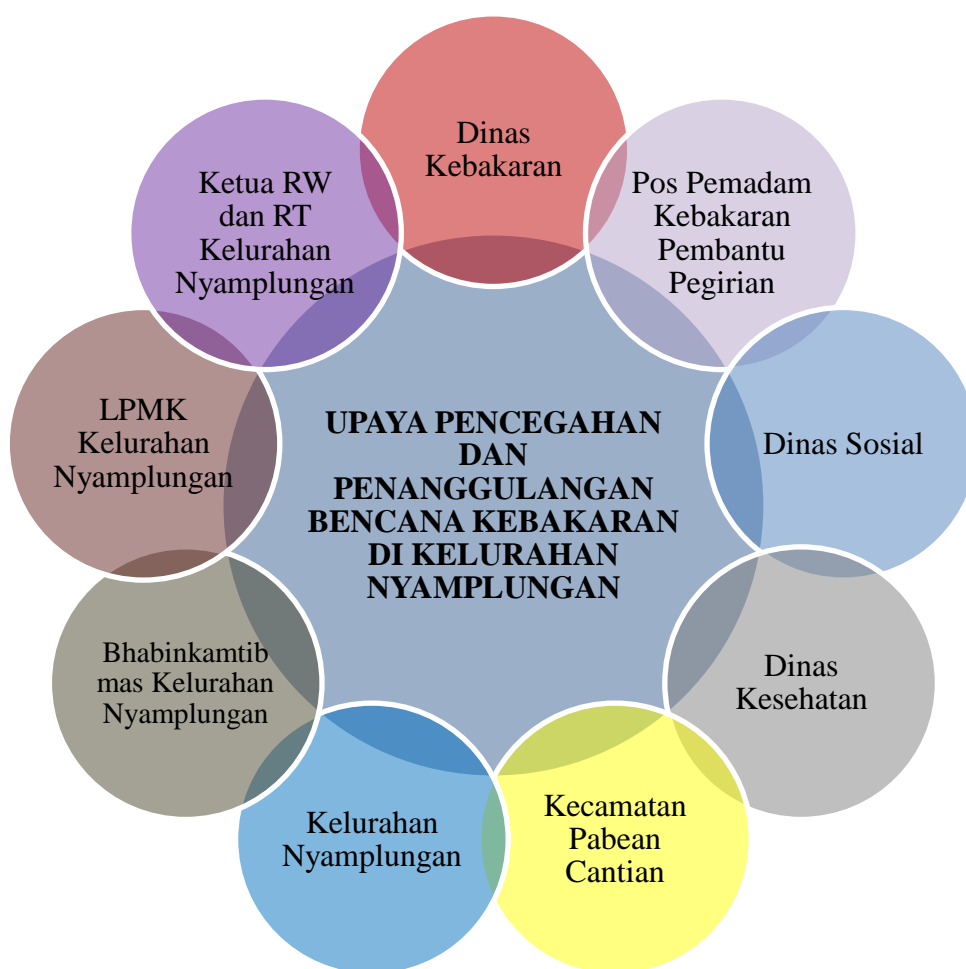 Dinas
Kebakaran
Pos Pemadam
Kebakaran
Pembantu
Pegirian
Dinas Sosial
Dinas
Kesehatan
Kecamatan
Pabean
Cantian
Kelurahan
Nyamplungan
Bhabinkamtib
mas Kelurahan
Nyamplungan
LPMK
Kelurahan
Nyamplungan
Ketua RW
dan RT
Kelurahan
Nyamplungan
UPAYA PENCEGAHAN
DAN
PENANGGULANGAN
BENCANA KEBAKARAN
DI KELURAHAN
NYAMPLUNGAN